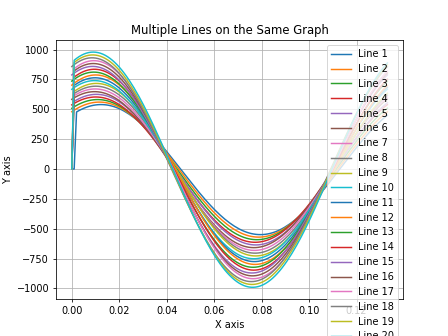 Multiple Lines on the Same Graph
1000
750
500
250
0
−250
−500
−750
−1000
Y axis
0.00
0.02
0.04
0.06
0.08
0.10
X axis
Line 1
Line 2
Line 3
Line 4
Line 5
Line 6
Line 7
Line 8
Line 9
Line 10
Line 11
Line 12
Line 13
Line 14
Line 15
Line 16
Line 17
Line 18
Line 19
Line 20